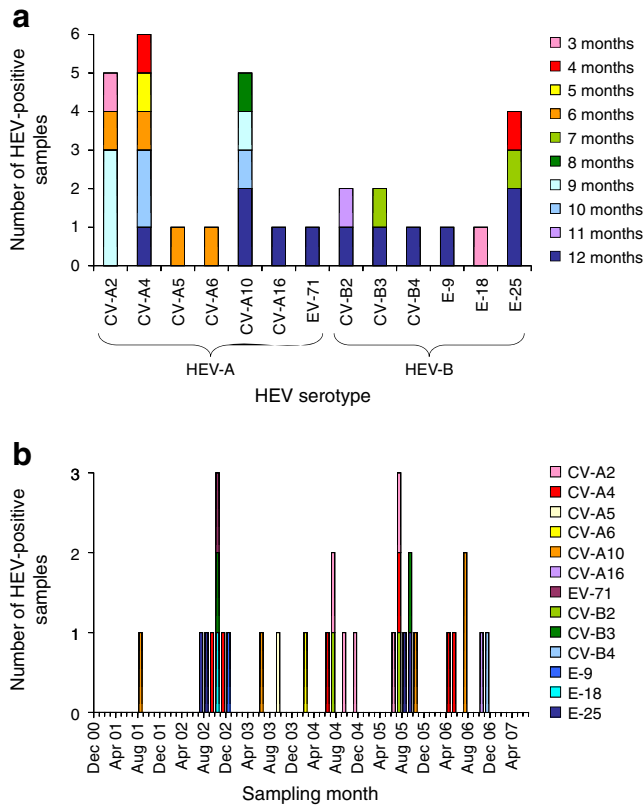 a
Number of HEV-positive
samples
6
5
4
3
2
1
0
CV-A2
CV-A4
CV-A5
CV-A6
CV-A10
CV-A16
EV-71
CV-B2
CV-B3
CV-B4
E-9
E-18
E-25
HEV-A
HEV-B
HEV serotype
3 months
4 months
5 months
6 months
7 months
8 months
9 months
10 months
11 months
12 months
b
Number of HEV-positive
samples
3
2
1
0
Dec 00
Apr 01
Aug 01
Dec 01
Apr 02
Aug 02
Dec 02
Apr 03
Aug 03
Dec 03
Apr 04
Aug 04
Dec 04
Apr 05
Aug 05
Dec 05
Apr 06
Aug 06
Dec 06
Apr 07
Sampling month
CV-A2
CV-A4
CV-A5
CV-A6
CV-A10
CV-A16
EV-71
CV-B2
CV-B3
CV-B4
E-9
E-18
E-25